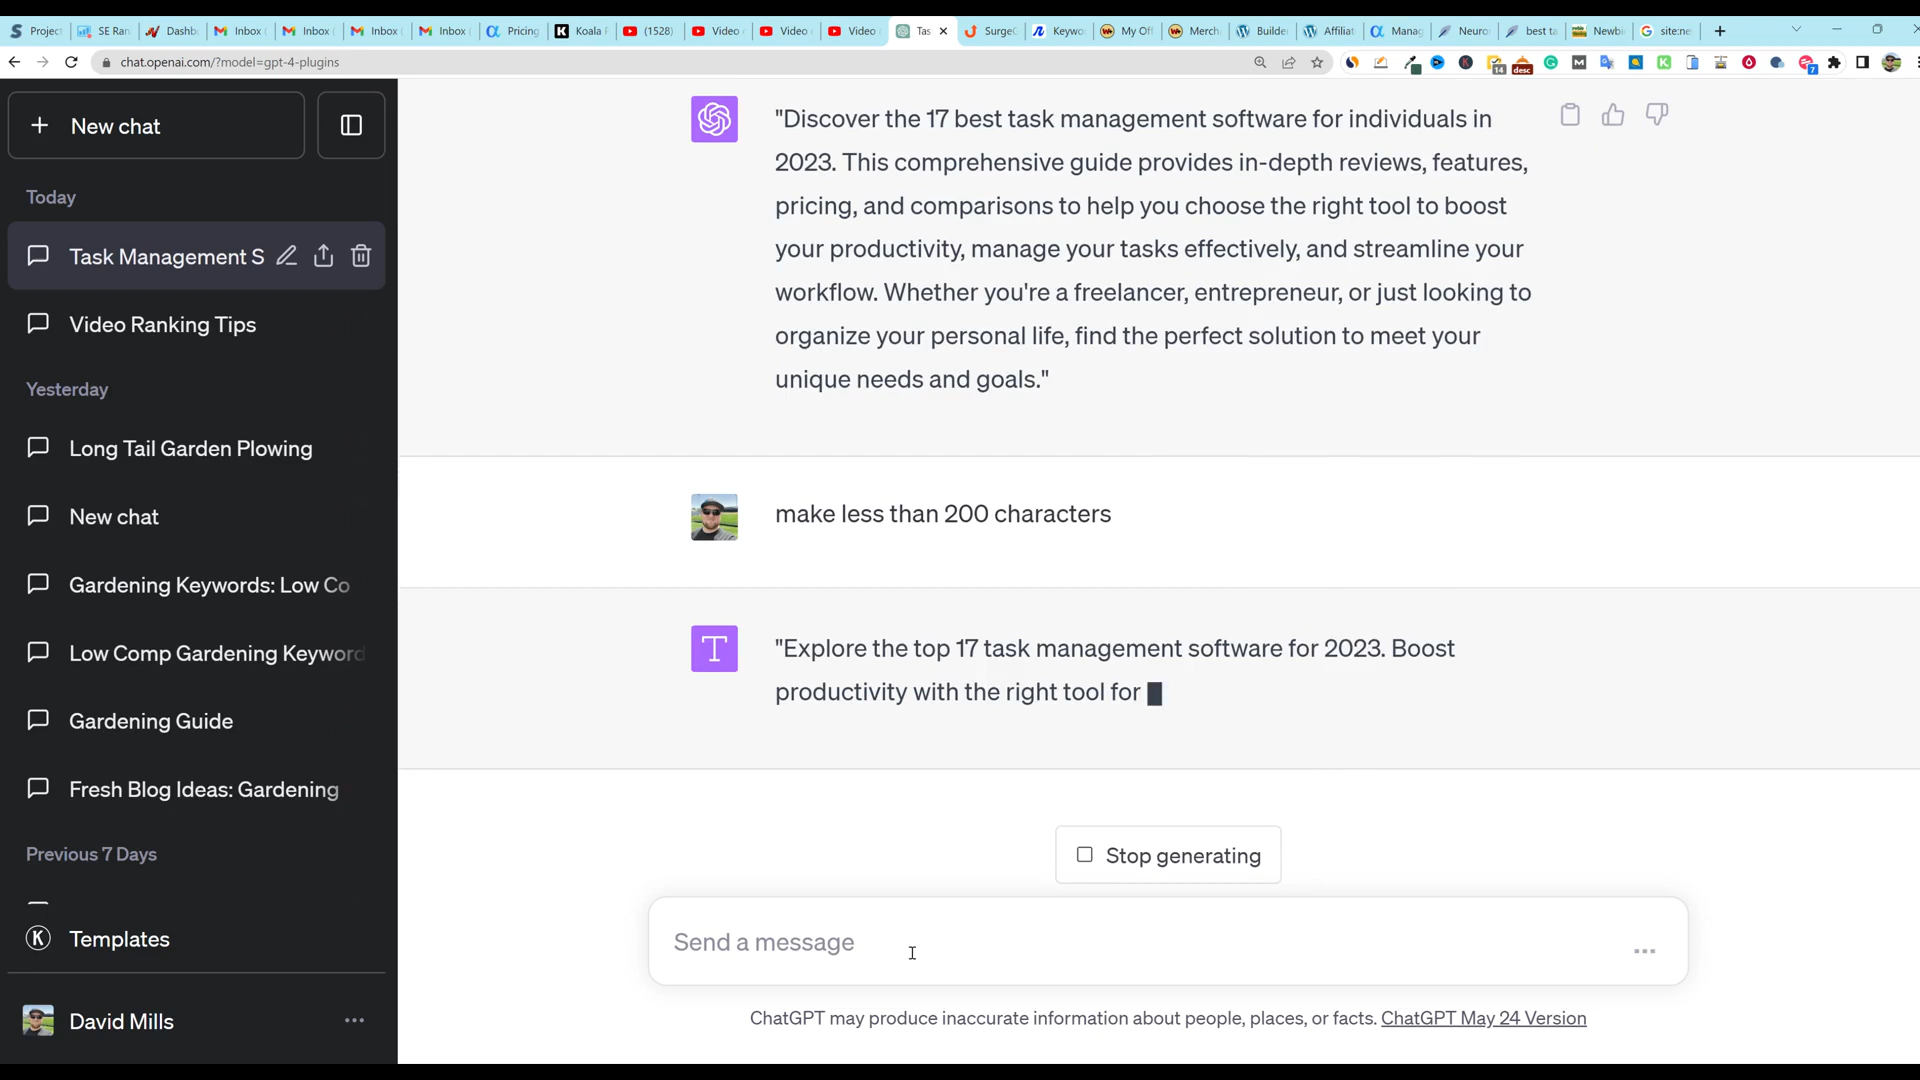 Project
SE Ran
Dashb
Inbox
Inbox
Inbox
Inbox
Pricing
Koala
(1528)
Video
Video
Video
Tas
Surge
Keywo
My Off
Merch
Builde
Affiliat
Manag
Neuro
best ta
Newbi
site:ne
chat.openai.com/?model=gpt-4-plugins
14
desc
7
New chat
Today
Task Management S
Video Ranking Tips
Yesterday
Long Tail Garden Plowing
New chat
Gardening Keywords: Low Co
Low Comp Gardening Keyword
Gardening Guide
Fresh Blog Ideas: Gardening
Previous 7 Days
Templates
David Mills
"Discover the 17 best task management software for individuals in
2023. This comprehensive guide provides in-depth reviews, features,
pricing, and comparisons to help you choose the right tool to boost
your productivity, manage your tasks effectively, and streamline your
workflow. Whether you're a freelancer, entrepreneur, or just looking to
organize your personal life, find the perfect solution to meet your
unique needs and goals."
make less than 200 characters
T
"Explore the top 17 task management software for 2023. Boost
productivity with the right tool for
Stop generating
Send a message
ChatGPT may produce inaccurate information about people, places, or facts. ChatGPT May 24 Version